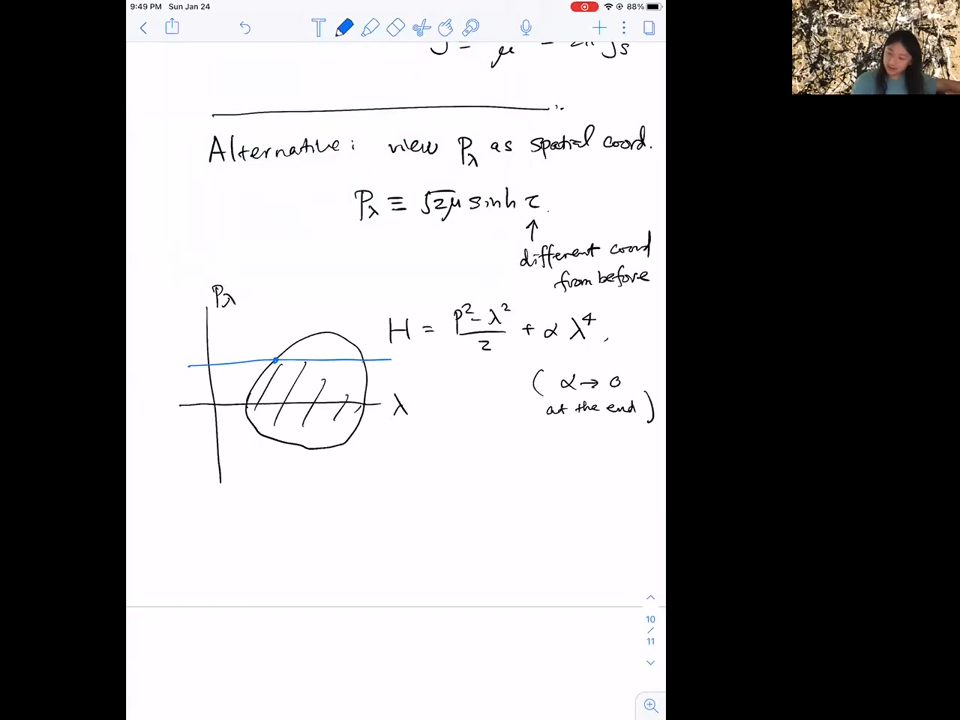 9:49 PM Sun Jan 24
88%
Alternative: view Pλ as spatial coord.
Pλ ≡ √2μ sinh τ.
↑
different coord
from before
Pλ
H = (p² - λ²)/2 + α λ⁴,
λ
( α → 0
at the end )
10
/
11